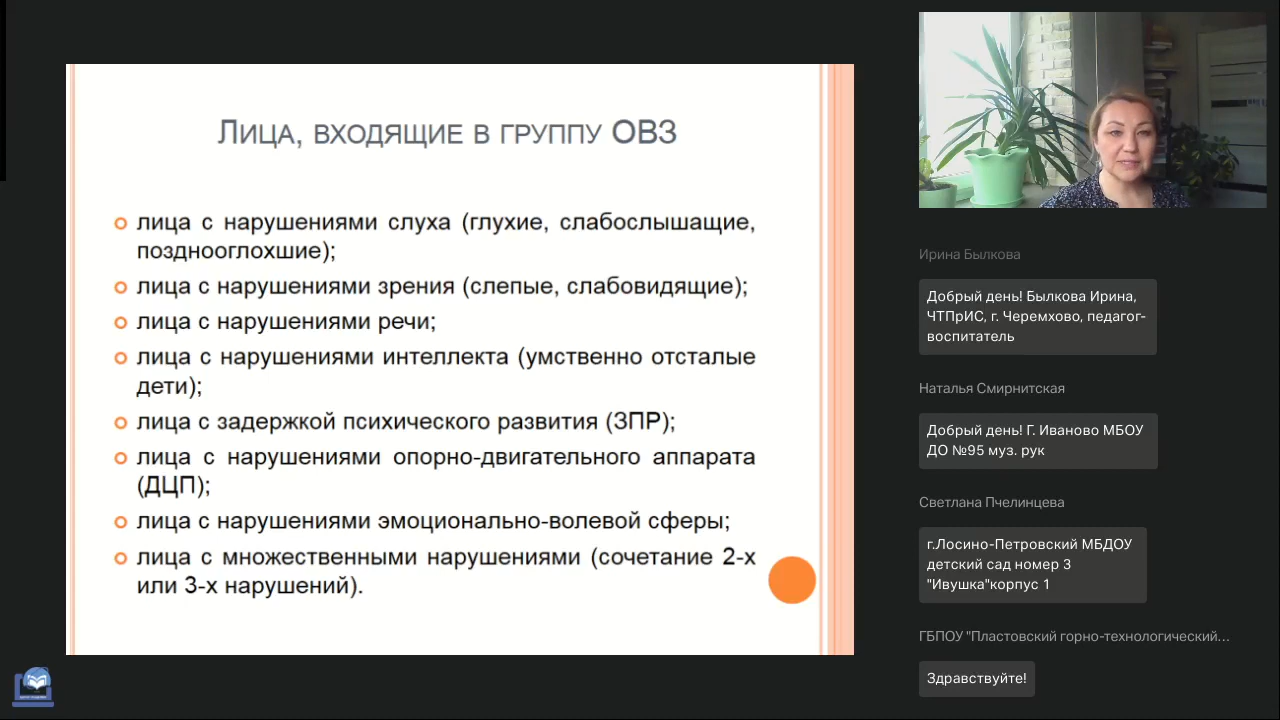 Лица, входящие в группу ОВЗ
лица с нарушениями слуха (глухие, слабослышащие,
позднооглохшие);
лица с нарушениями зрения (слепые, слабовидящие);
лица с нарушениями речи;
лица с нарушениями интеллекта (умственно отсталые
дети);
лица с задержкой психического развития (ЗПР);
лица с нарушениями опорно-двигательного аппарата
(ДЦП);
лица с нарушениями эмоционально-волевой сферы;
лица с множественными нарушениями (сочетание 2-х
или 3-х нарушений).
Ирина Былкова
Добрый день! Былкова Ирина,
ЧТПрИС, г. Черемхово, педагог-
воспитатель
Наталья Смирнитская
Добрый день! Г. Иваново МБОУ
ДО №95 муз. рук
Светлана Пчелинцева
г.Лосино-Петровский МБДОУ
детский сад номер 3
"Ивушка"корпус 1
ГБПОУ "Пластовский горно-технологический...
Здравствуйте!